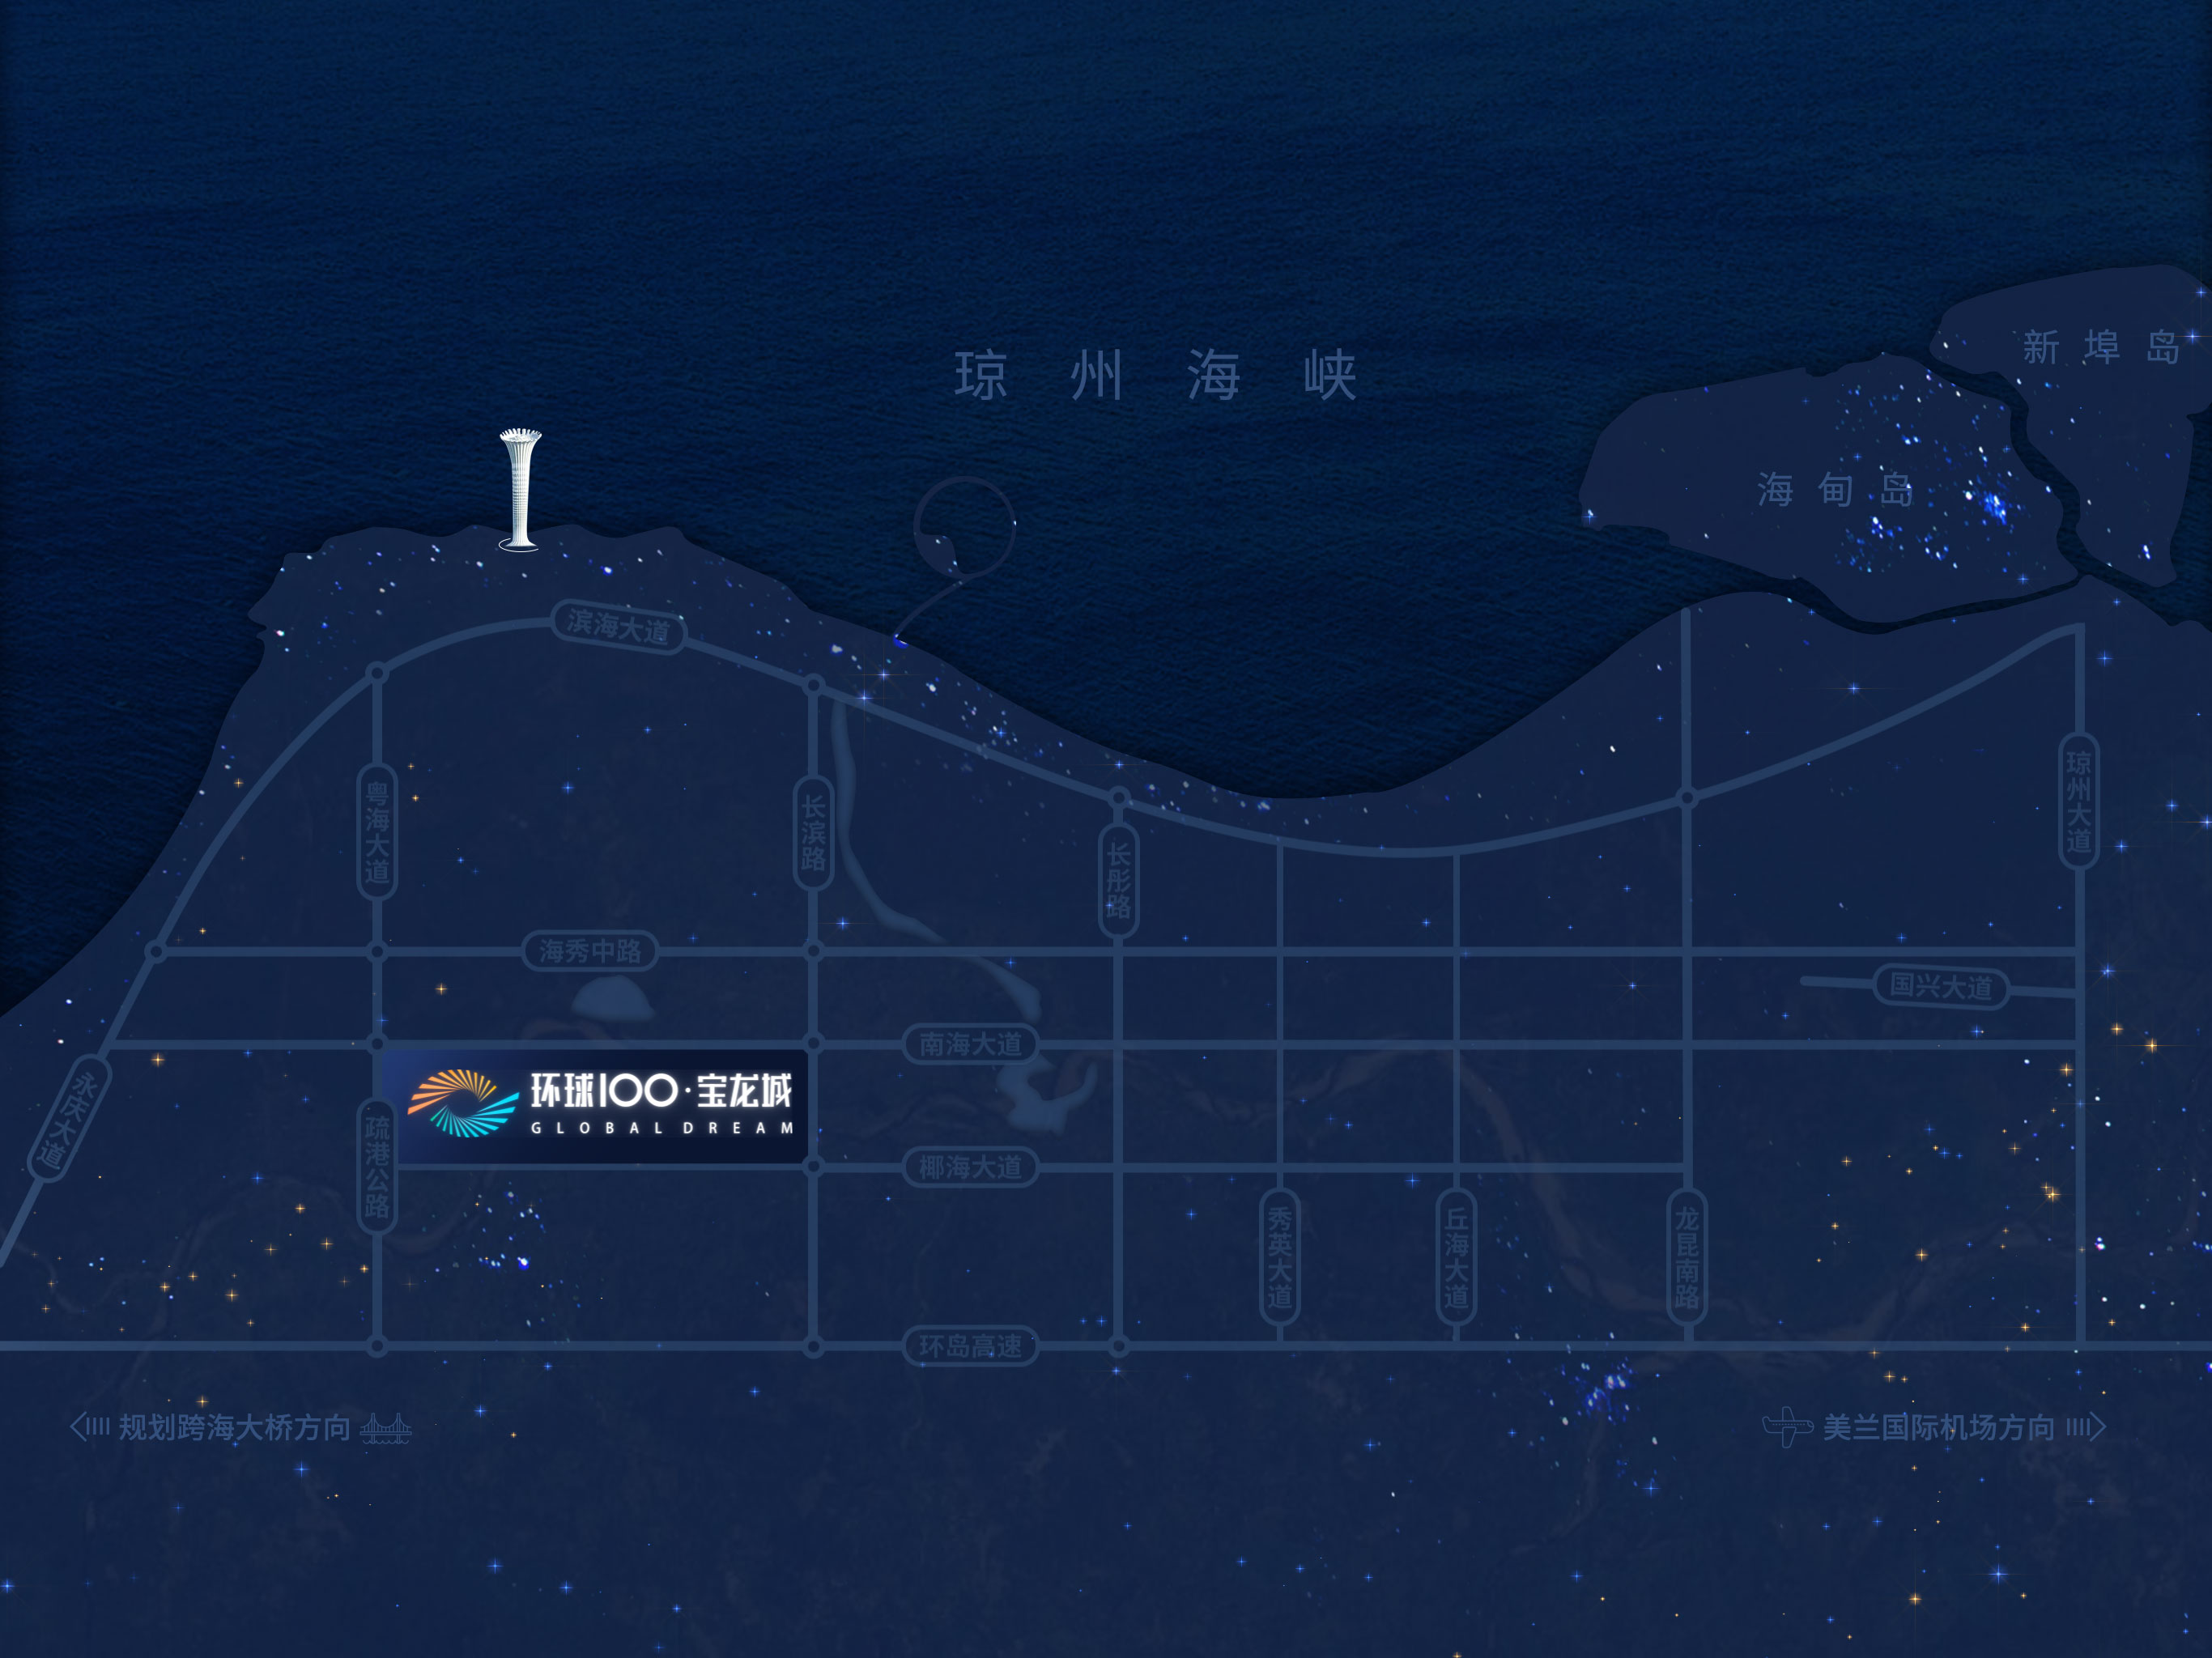 琼州海峡
新埠岛
海甸岛
滨海大道
粤海大道
长滨路
长彤路
琼州大道
海秀中路
国兴大道
南海大道
永庆大道
疏港公路
环球100·宝龙城
GLOBAL DREAM
椰海大道
秀英大道
丘海大道
龙昆南路
环岛高速
规划跨海大桥方向
美兰国际机场方向